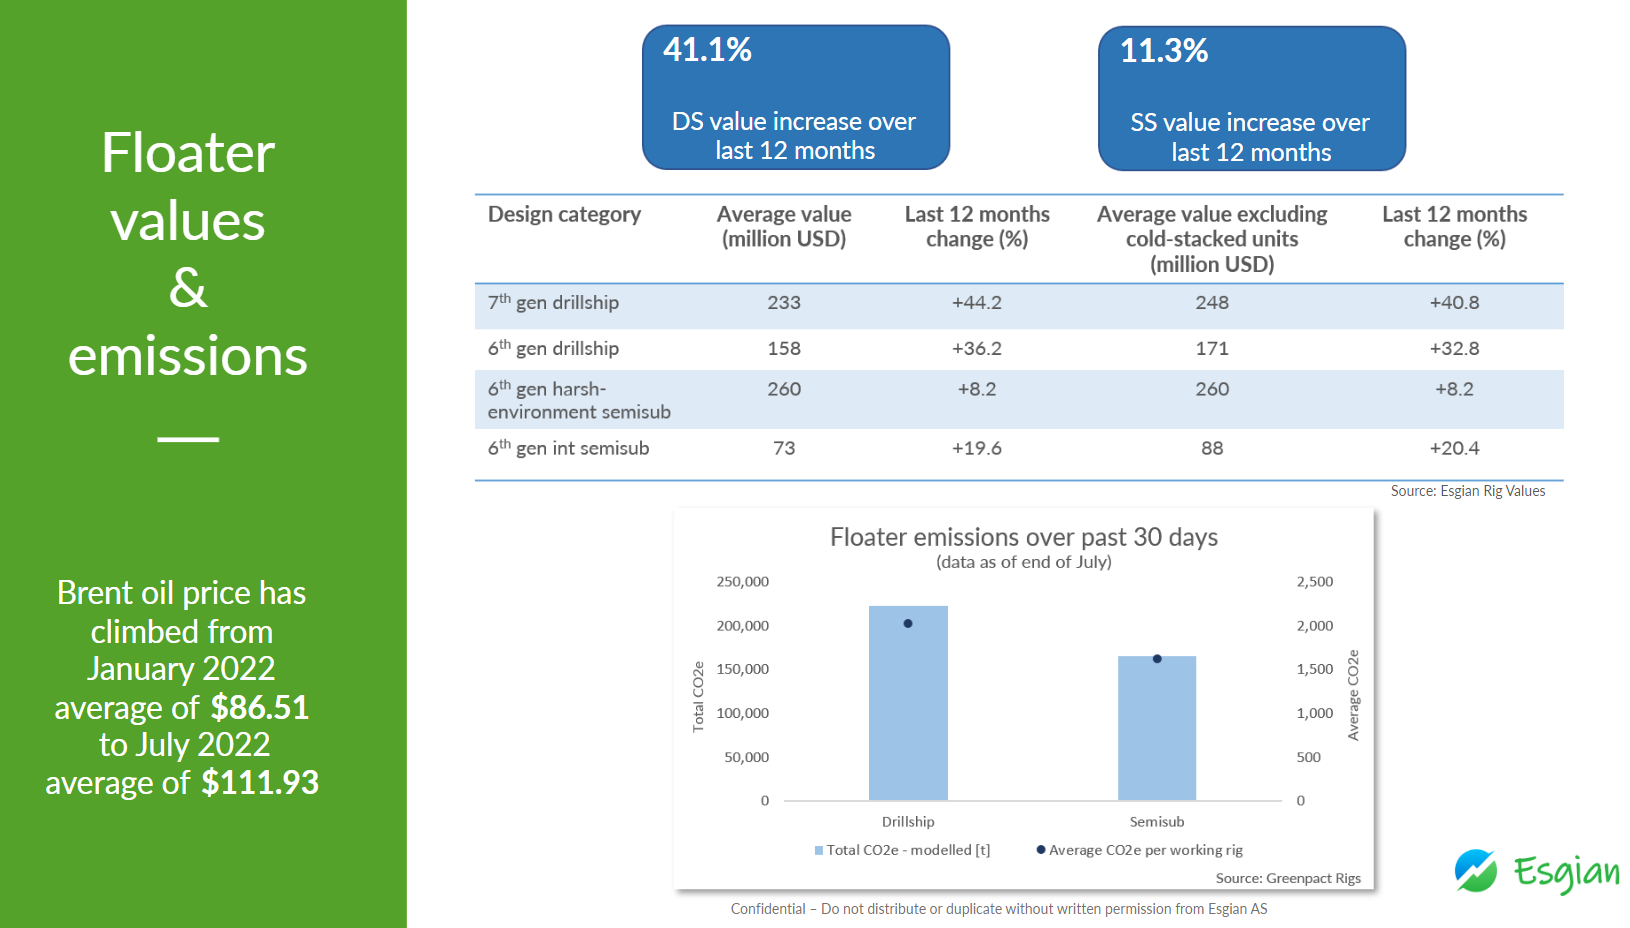 Floater
values
&
emissions
Brent oil price has
climbed from
January 2022
average of $86.51
to July 2022
average of $111.93
41.1%
DS value increase over
last 12 months
11.3%
SS value increase over
last 12 months
Design category
Average value
(million USD)
Last 12 months
change (%)
Average value excluding
cold-stacked units
(million USD)
Last 12 months
change (%)
7th gen drillship 233 +44.2 248 +40.8
6th gen drillship 158 +36.2 171 +32.8
6th gen harsh-
environment semisub 260 +8.2 260 +8.2
6th gen int semisub 73 +19.6 88 +20.4
Source: Esgian Rig Values
Floater emissions over past 30 days
(data as of end of July)
Total CO2e
250,000
200,000
150,000
100,000
50,000
0
2,500
2,000
1,500
1,000
500
0
Average CO2e
Drillship Semisub
Total CO2e - modelled [t] Average CO2e per working rig
Source: Greenpact Rigs
Esgian
Confidential – Do not distribute or duplicate without written permission from Esgian AS